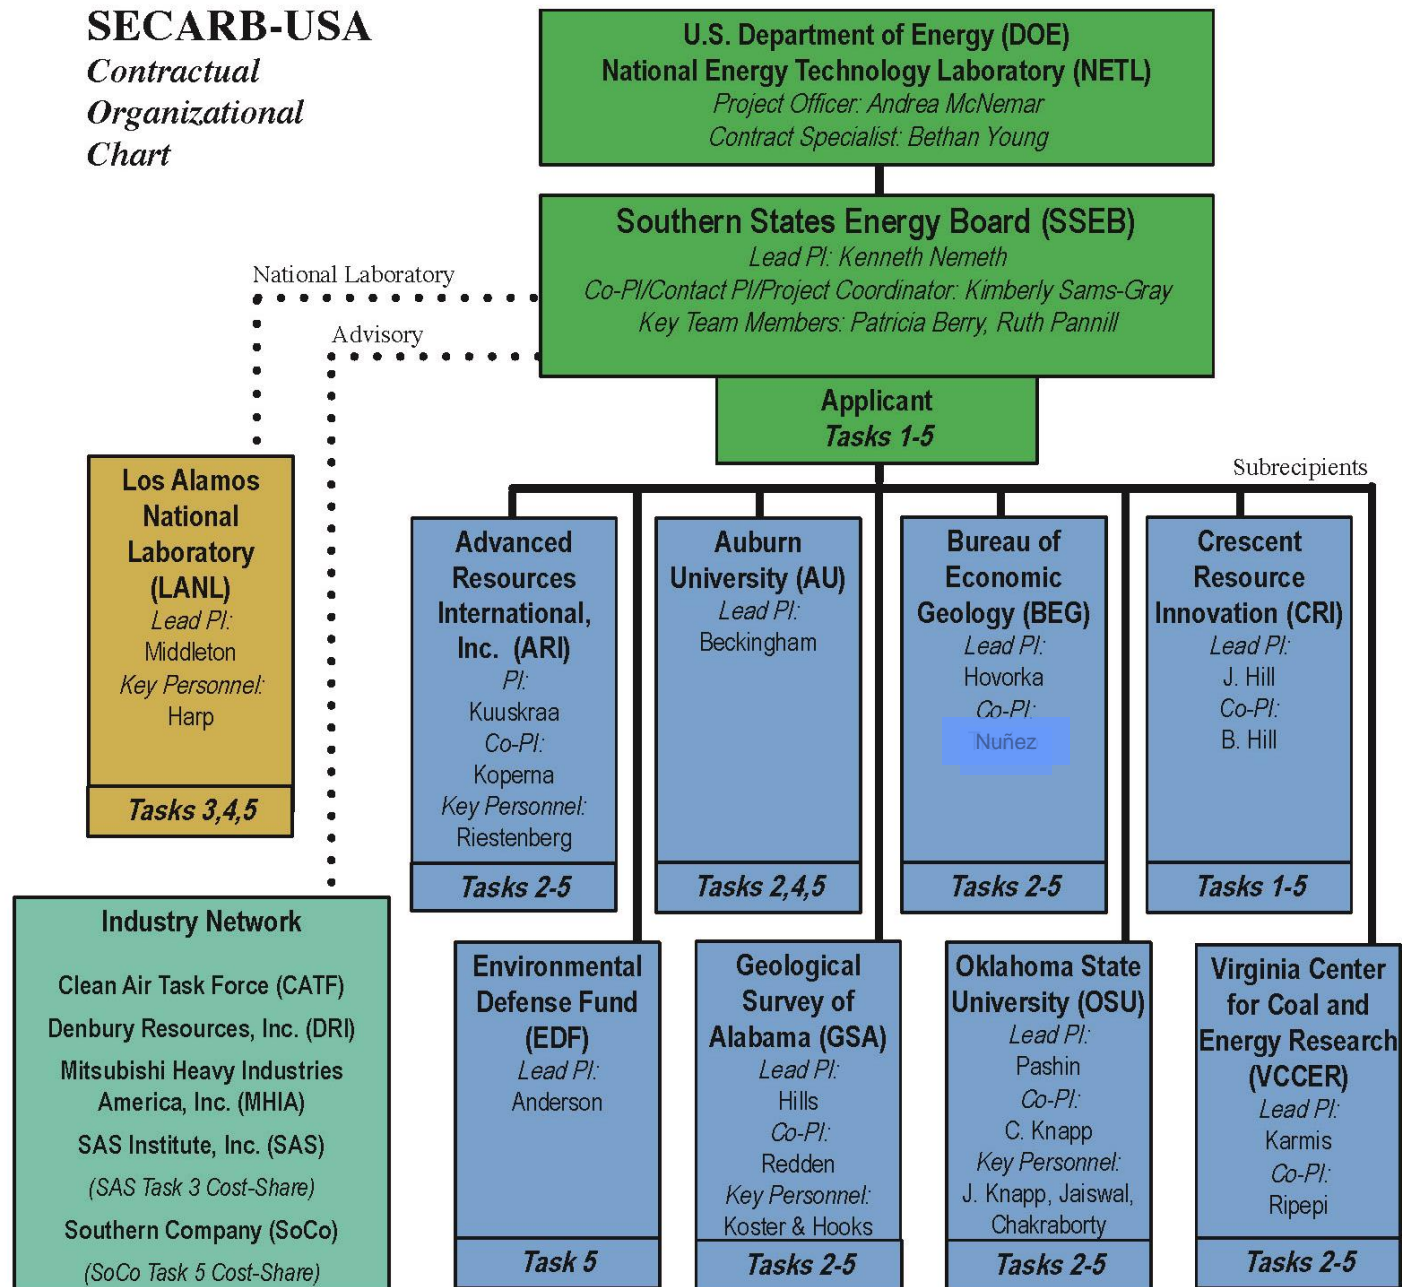 SECARB-USA
Contractual
Organizational
Chart
U.S. Department of Energy (DOE)
National Energy Technology Laboratory (NETL)
Project Officer: Andrea McNemar
Contract Specialist: Bethan Young
Southern States Energy Board (SSEB)
Lead PI: Kenneth Nemeth
Co-PI/Contact PI/Project Coordinator: Kimberly Sams-Gray
Key Team Members: Patricia Berry, Ruth Pannill
Applicant
Tasks 1-5
National Laboratory
Advisory
Subrecipients
Los Alamos
National
Laboratory
(LANL)
Lead PI:
Middleton
Key Personnel:
Harp
Tasks 3,4,5
Advanced
Resources
International,
Inc. (ARI)
PI:
Kuuskraa
Co-PI:
Koperna
Key Personnel:
Riestenberg
Tasks 2-5
Auburn
University (AU)
Lead PI:
Beckingham
Tasks 2,4,5
Bureau of
Economic
Geology (BEG)
Lead PI:
Hovorka
Co-PI:
Nuñez
Tasks 2-5
Crescent
Resource
Innovation (CRI)
Lead PI:
J. Hill
Co-PI:
B. Hill
Tasks 1-5
Industry Network
Clean Air Task Force (CATF)
Denbury Resources, Inc. (DRI)
Mitsubishi Heavy Industries
America, Inc. (MHIA)
SAS Institute, Inc. (SAS)
(SAS Task 3 Cost-Share)
Southern Company (SoCo)
(SoCo Task 5 Cost-Share)
Environmental
Defense Fund
(EDF)
Lead PI:
Anderson
Task 5
Geological
Survey of
Alabama (GSA)
Lead PI:
Hills
Co-PI:
Redden
Key Personnel:
Koster & Hooks
Tasks 2-5
Oklahoma State
University (OSU)
Lead PI:
Pashin
Co-PI:
C. Knapp
Key Personnel:
J. Knapp, Jaiswal,
Chakraborty
Tasks 2-5
Virginia Center
for Coal and
Energy Research
(VCCER)
Lead PI:
Karmis
Co-PI:
Ripepi
Tasks 2-5